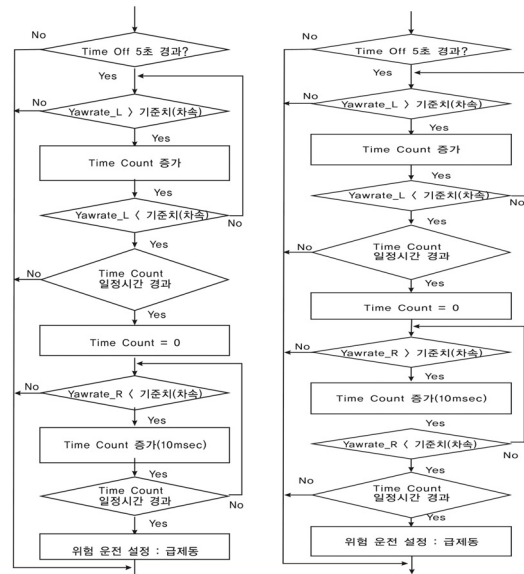 No
Time Off 5초 경과?
Yes
No
Yawrate_L 〉 기준치(차속)
Yes
Time Count 증가
Yes
Yawrate_L 〈 기준치(차속)
No
Yes
No
Time Count
일정시간 경과
Yes
Time Count = 0
Yes
No
Yawrate_R 〈 기준치(차속)
Yes
Time Count 증가(10msec)
Yes
Time Count
일정시간 경과
No
Yes
위험 운전 설정 : 급제동
No
Time Off 5초 경과?
Yes
No
Yawrate_L 〉 기준치(차속)
Yes
Time Count 증가
Yes
Yawrate_L 〈 기준치(차속)
No
Yes
No
Time Count
일정시간 경과
Yes
Time Count = 0
No
Yawrate_R 〉 기준치(차속)
Yes
Time Count 증가(10msec)
Yes
Yawrate_R 〈 기준치(차속)
No
Yes
No
Time Count
일정시간 경과
Yes
위험 운전 설정 : 급제동